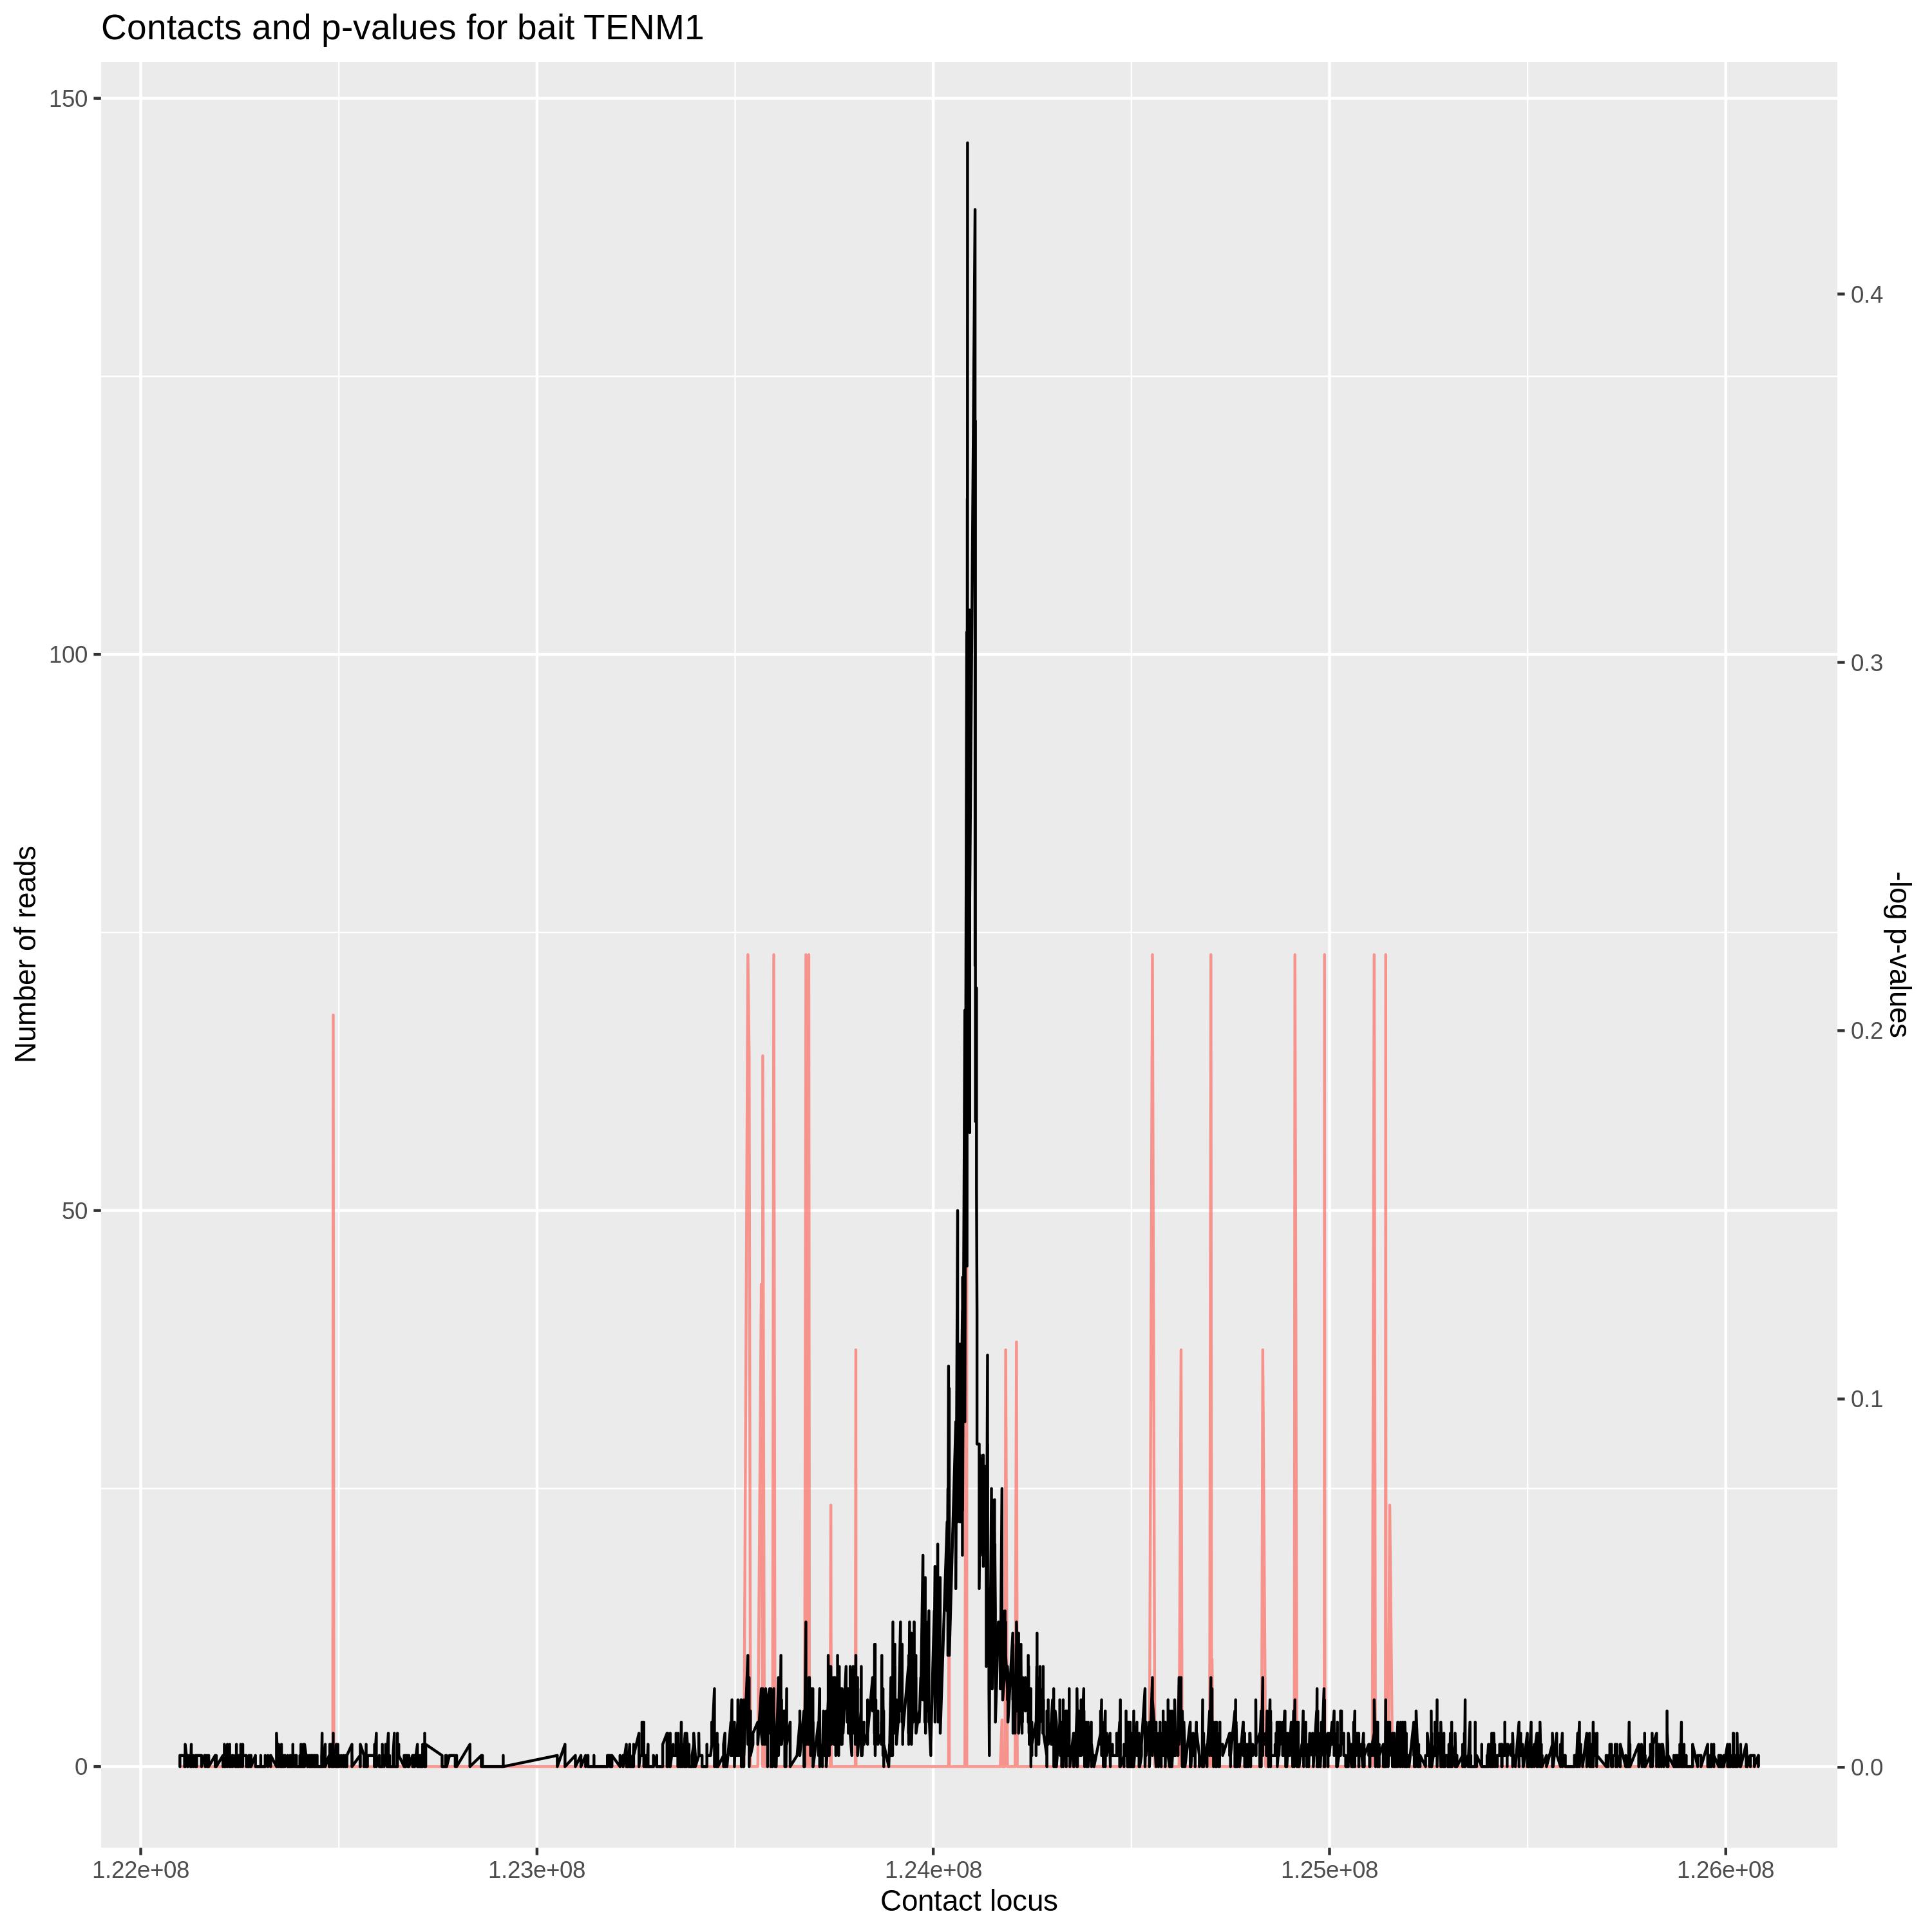 Contacts and p-values for bait TENM1
150
100
50
0
Number of reads
0.4
0.3
0.2
0.1
0.0
-log p-values
1.22e+08
1.23e+08
1.24e+08
1.25e+08
1.26e+08
Contact locus